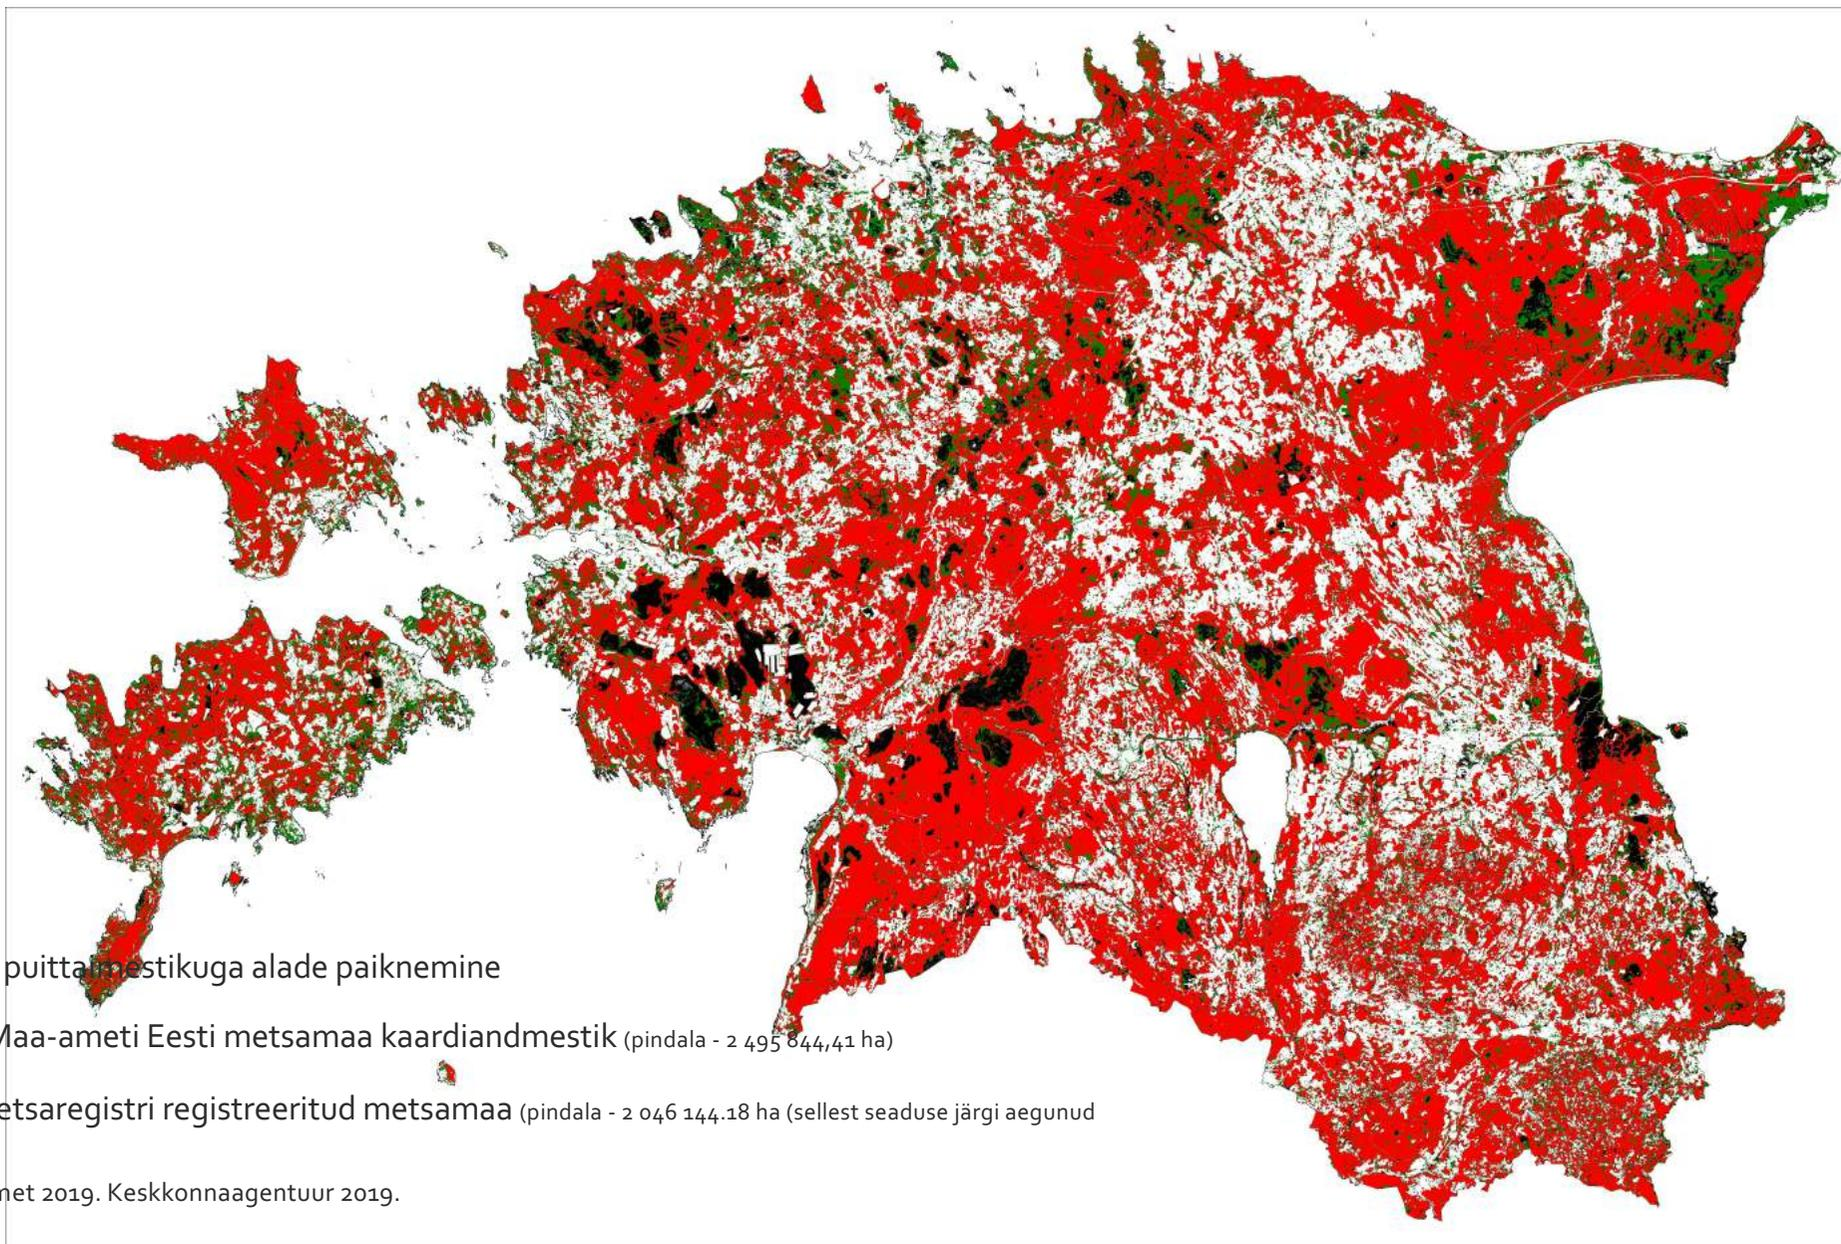 puittaimestikuga alade paiknemine
Maa-ameti Eesti metsamaa kaardiandmestik (pindala - 2 495 844,41 ha)
etsaregistri registreeritud metsamaa (pindala - 2 046 144.18 ha (sellest seaduse järgi aegunud
net 2019. Keskkonnaagentuur 2019.